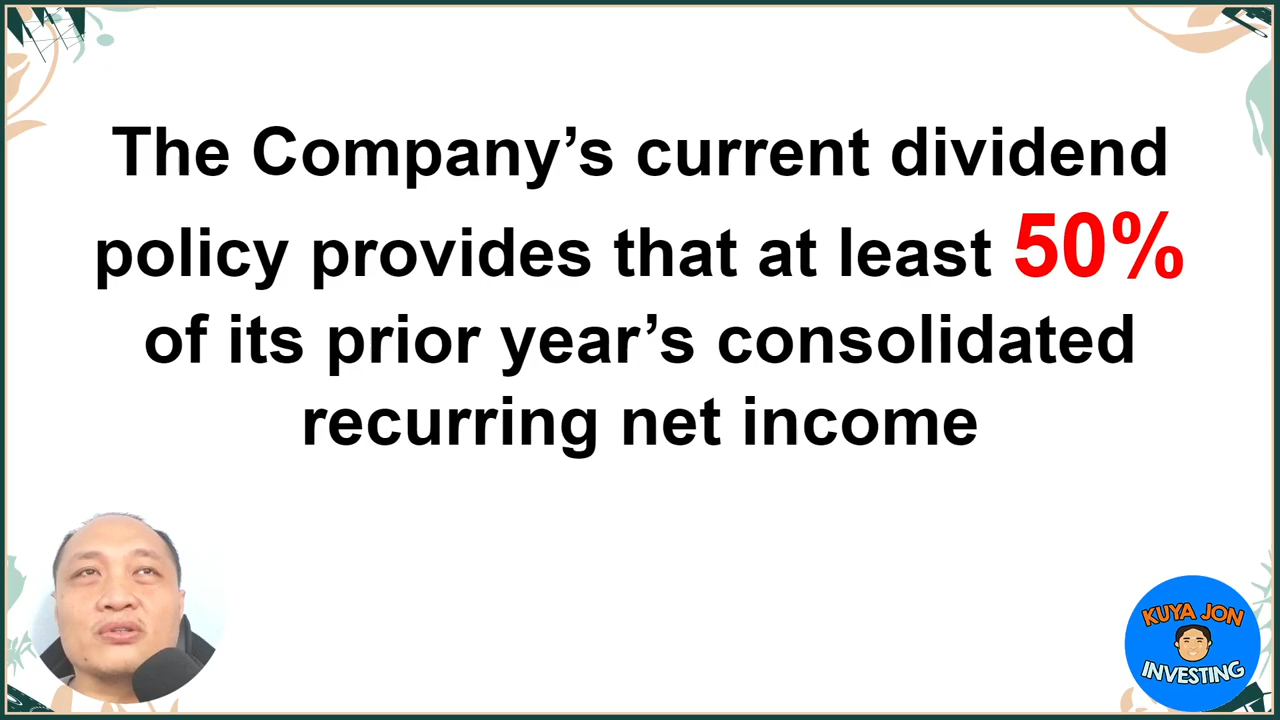 The Company’s current dividend
policy provides that at least 50%
of its prior year’s consolidated
recurring net income
KUYA JON
INVESTING